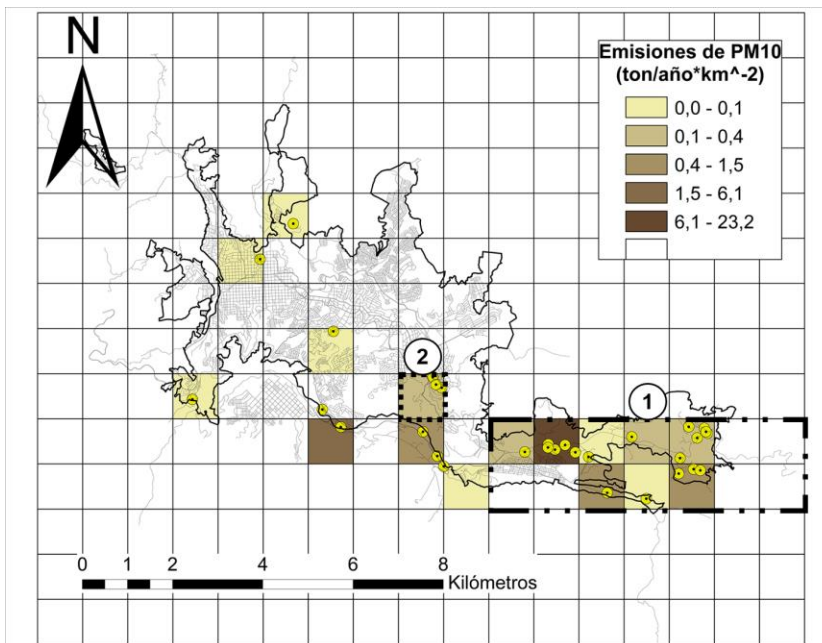 N
Emisiones de PM10
(ton/año*km^-2)
0,0 - 0,1
0,1 - 0,4
0,4 - 1,5
1,5 - 6,1
6,1 - 23,2
2
1
0 1 2 4 6 8
Kilómetros